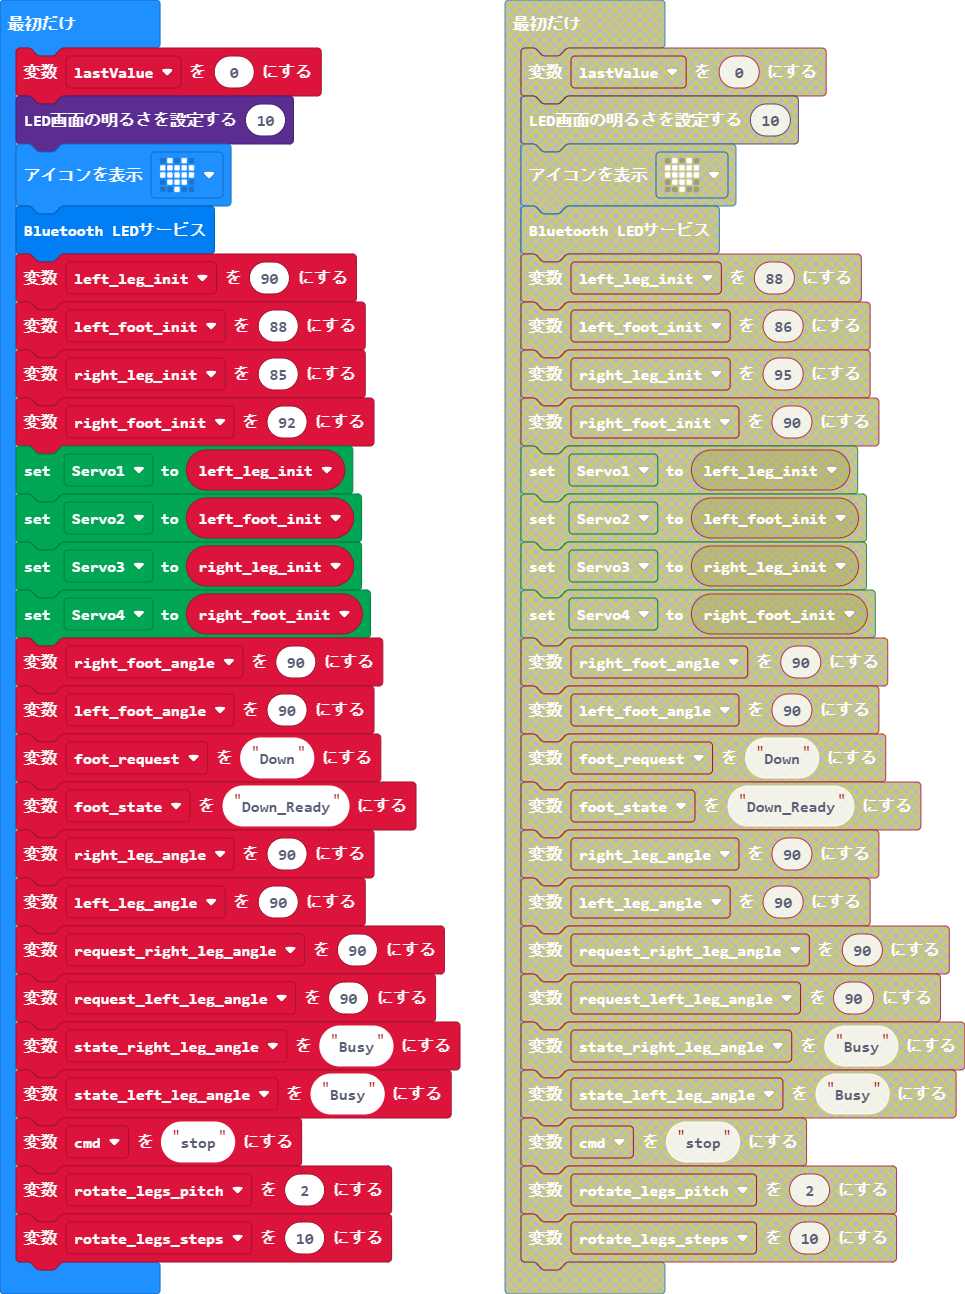 最初だけ
変数 lastValue を 0 にする
LED画面の明るさを設定する 10
アイコンを表示
Bluetooth LEDサービス
変数 left_leg_init を 90 にする
変数 left_foot_init を 88 にする
変数 right_leg_init を 85 にする
変数 right_foot_init を 92 にする
set Servo1 to left_leg_init
set Servo2 to left_foot_init
set Servo3 to right_leg_init
set Servo4 to right_foot_init
変数 right_foot_angle を 90 にする
変数 left_foot_angle を 90 にする
変数 foot_request を "Down" にする
変数 foot_state を "Down_Ready" にする
変数 right_leg_angle を 90 にする
変数 left_leg_angle を 90 にする
変数 request_right_leg_angle を 90 にする
変数 request_left_leg_angle を 90 にする
変数 state_right_leg_angle を "Busy" にする
変数 state_left_leg_angle を "Busy" にする
変数 cmd を "stop" にする
変数 rotate_legs_pitch を 2 にする
変数 rotate_legs_steps を 10 にする
最初だけ
変数 lastValue を 0 にする
LED画面の明るさを設定する 10
アイコンを表示
Bluetooth LEDサービス
変数 left_leg_init を 88 にする
変数 left_foot_init を 86 にする
変数 right_leg_init を 95 にする
変数 right_foot_init を 90 にする
set Servo1 to left_leg_init
set Servo2 to left_foot_init
set Servo3 to right_leg_init
set Servo4 to right_foot_init
変数 right_foot_angle を 90 にする
変数 left_foot_angle を 90 にする
変数 foot_request を "Down" にする
変数 foot_state を "Down_Ready" にする
変数 right_leg_angle を 90 にする
変数 left_leg_angle を 90 にする
変数 request_right_leg_angle を 90 にする
変数 request_left_leg_angle を 90 にする
変数 state_right_leg_angle を "Busy" にする
変数 state_left_leg_angle を "Busy" にする
変数 cmd を "stop" にする
変数 rotate_legs_pitch を 2 にする
変数 rotate_legs_steps を 10 にする